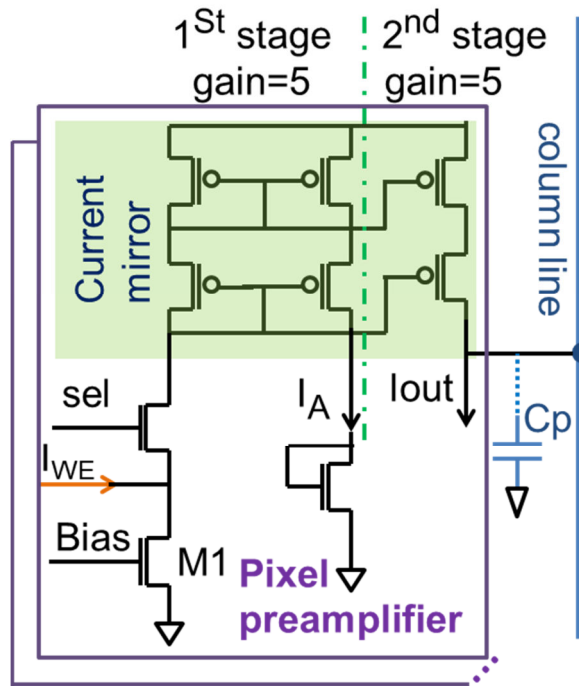 1St stage
gain=5
2nd stage
gain=5
Current
mirror
column line
sel
IA
Iout
Cp
IWE
Bias
M1
Pixel
preamplifier